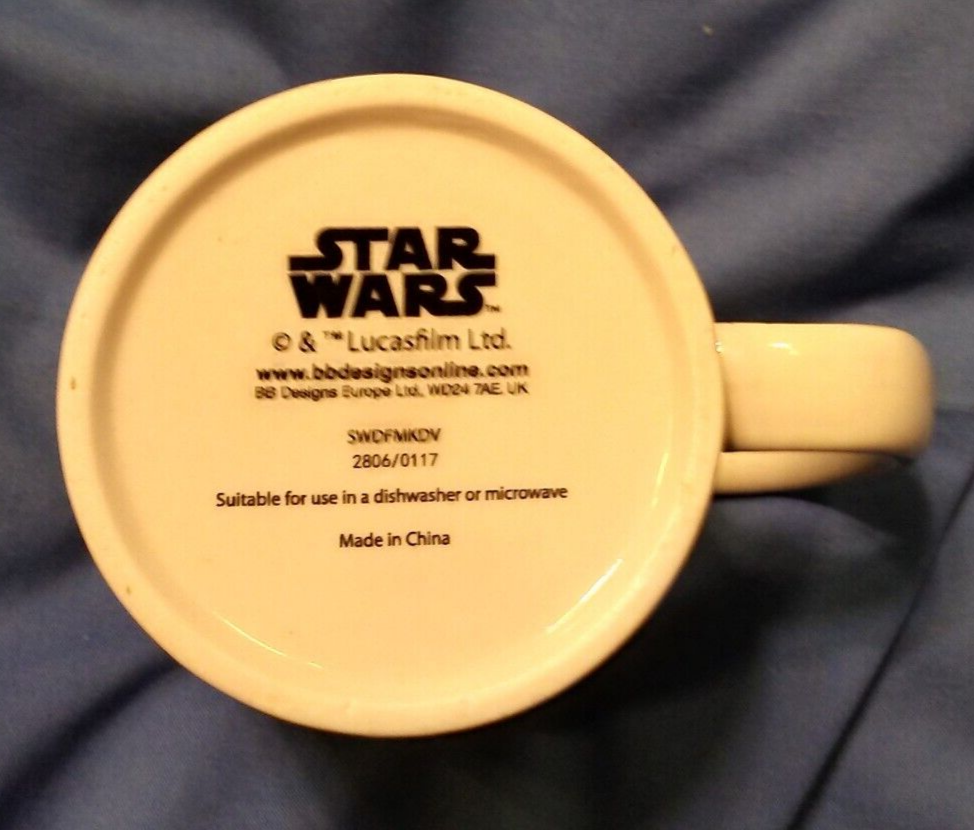 STAR
WARS™
© & ™ Lucasfilm Ltd.
www.bbdesignsonline.com
BB Designs Europe Ltd., WD24 7AE, UK
SWDFMKDV
2806/0117
Suitable for use in a dishwasher or microwave
Made in China